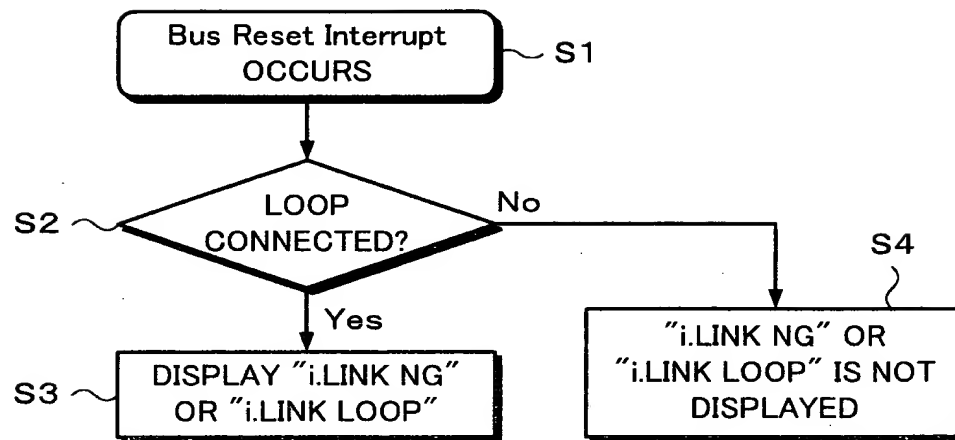 Bus Reset Interrupt
OCCURS
S1
LOOP
CONNECTED?
S2
No
Yes
S4
DISPLAY "i.LINK NG"
OR "i.LINK LOOP"
S3
"i.LINK NG" OR
"i.LINK LOOP" IS NOT
DISPLAYED